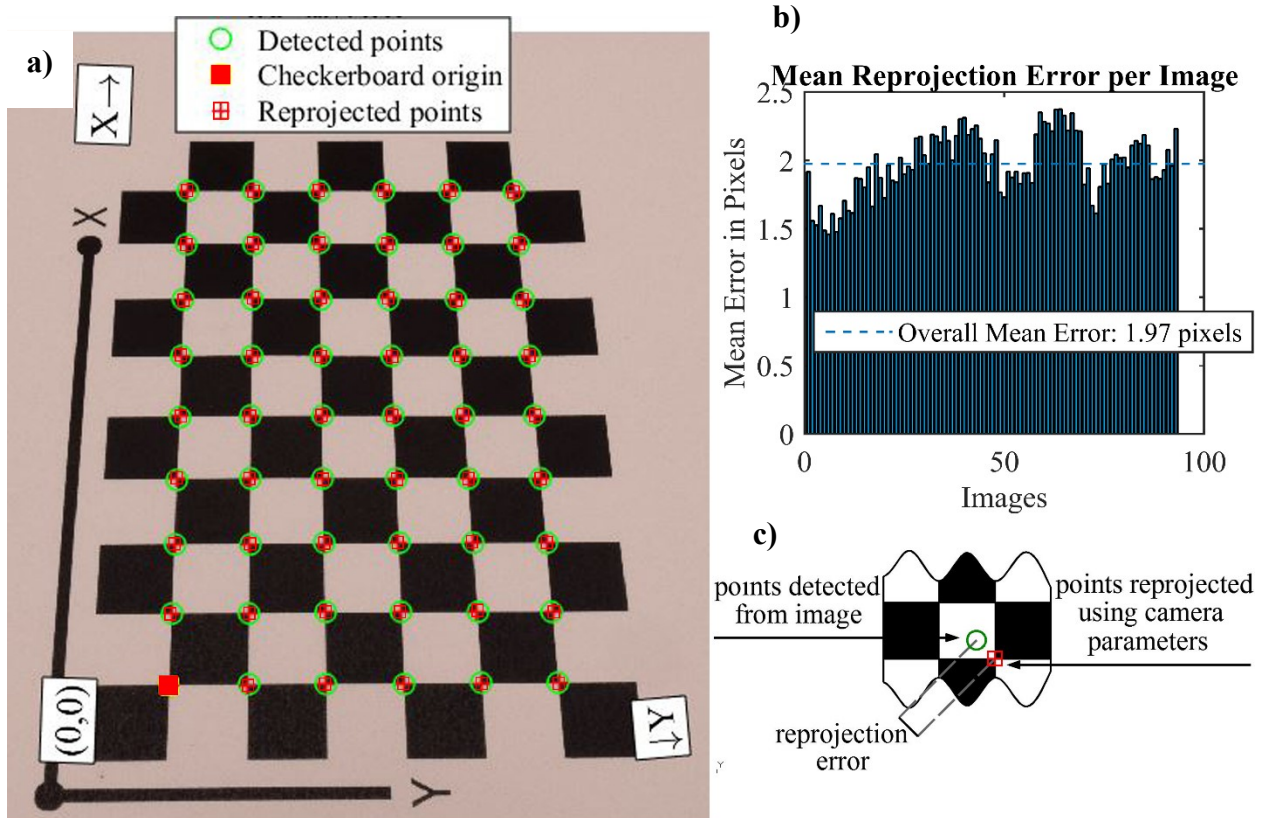 a)
Detected points
Checkerboard origin
Reprojected points
X→
X
(0,0)
Y
↓Y
b)
Mean Reprojection Error per Image
Mean Error in Pixels
2.5
2
1.5
1
0.5
0
Overall Mean Error: 1.97 pixels
0 50 100
Images
c)
points detected
from image
points reprojected
using camera
parameters
reprojection
error